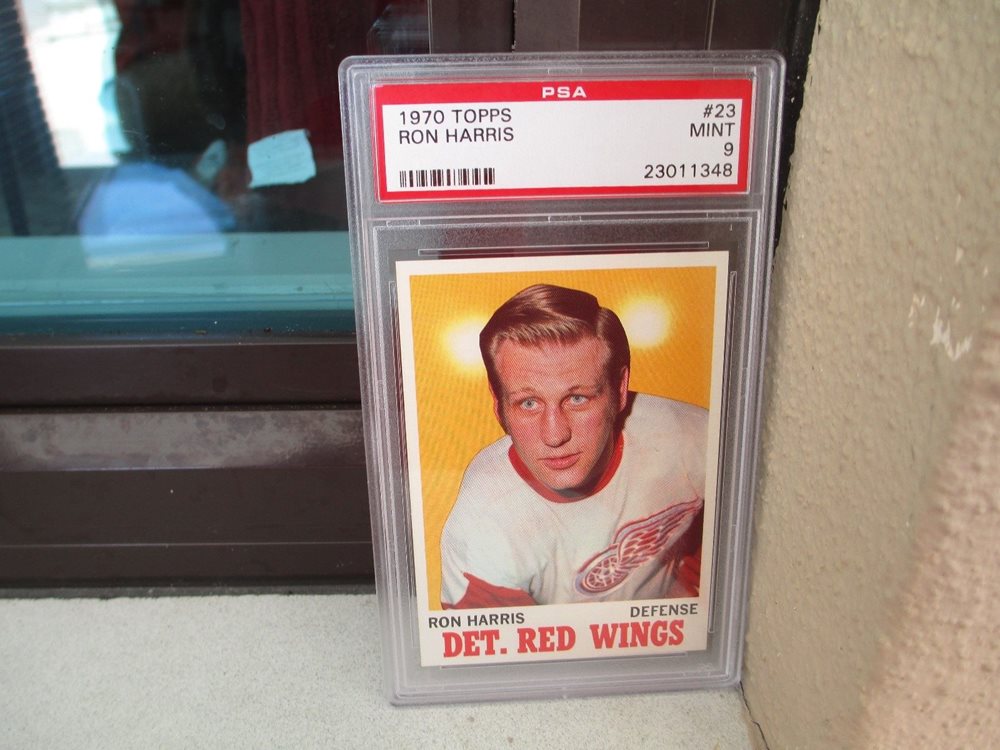 PSA
1970 TOPPS #23
RON HARRIS MINT
9
23011348
RON HARRIS DEFENSE
DET. RED WINGS